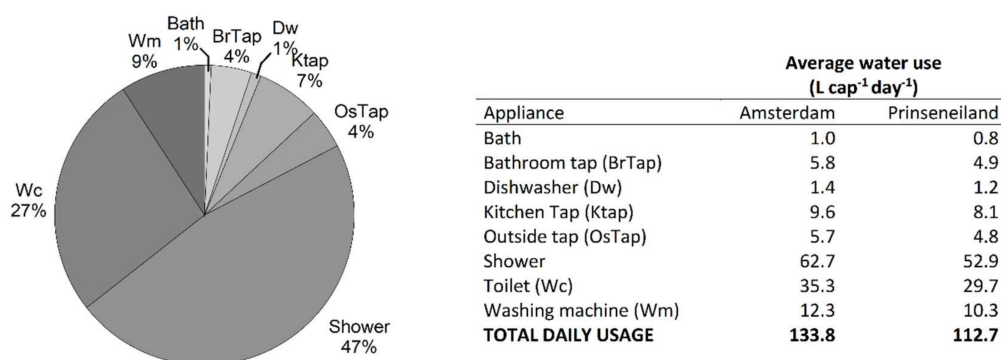 Bath
1%
BrTap
4%
Dw
1%
Ktap
7%
OsTap
4%
Shower
47%
Wc
27%
Wm
9%
Average water use
(L cap-1 day-1)
Appliance Amsterdam Prinseneiland
Bath 1.0 0.8
Bathroom tap (BrTap) 5.8 4.9
Dishwasher (Dw) 1.4 1.2
Kitchen Tap (Ktap) 9.6 8.1
Outside tap (OsTap) 5.7 4.8
Shower 62.7 52.9
Toilet (Wc) 35.3 29.7
Washing machine (Wm) 12.3 10.3
TOTAL DAILY USAGE 133.8 112.7